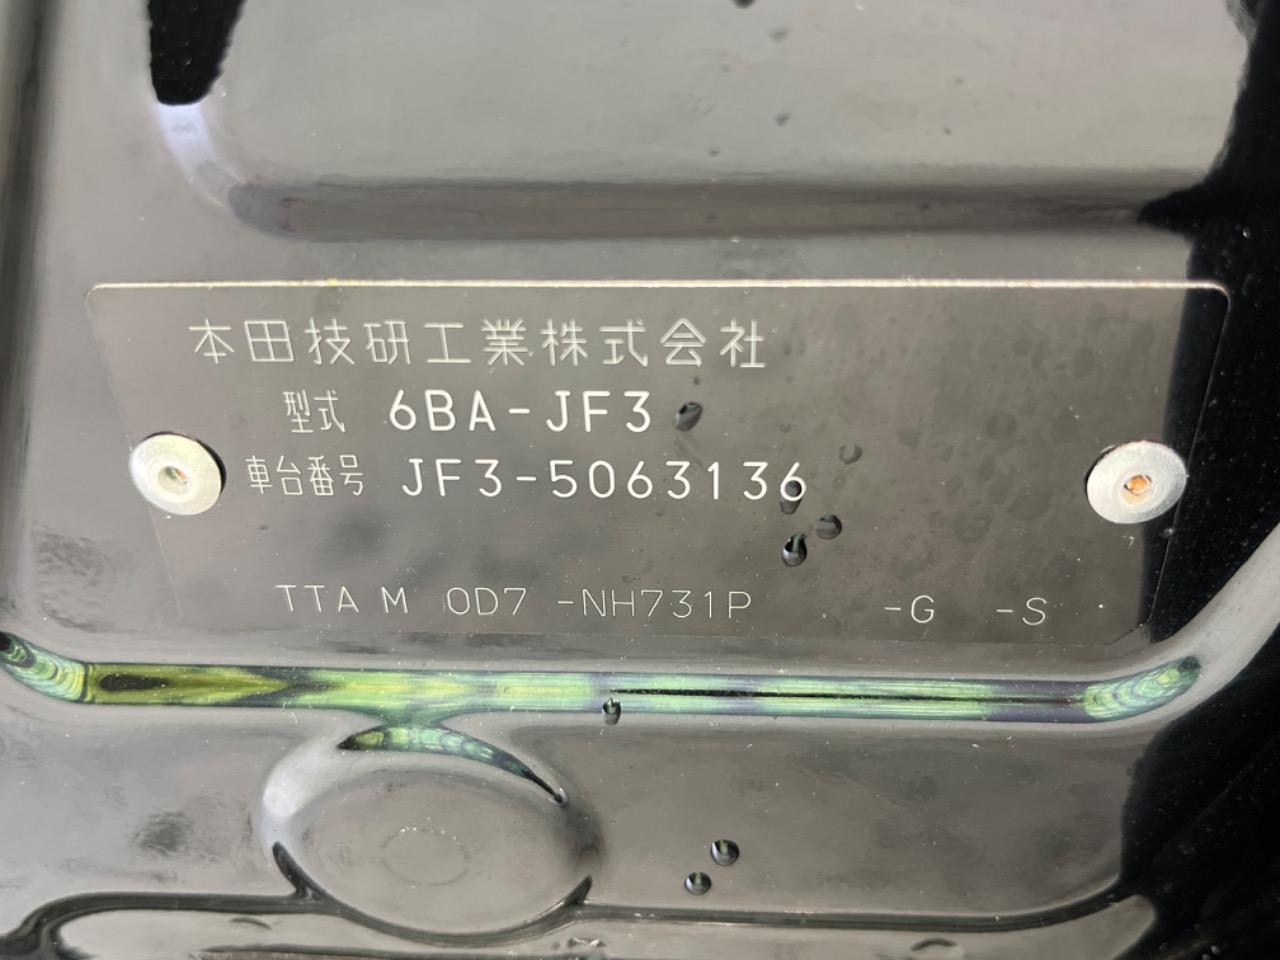 本田技研工業株式会社
型式 6BA-JF3
車台番号 JF3-5063136
TTA M 0D7 -NH731P -G -S